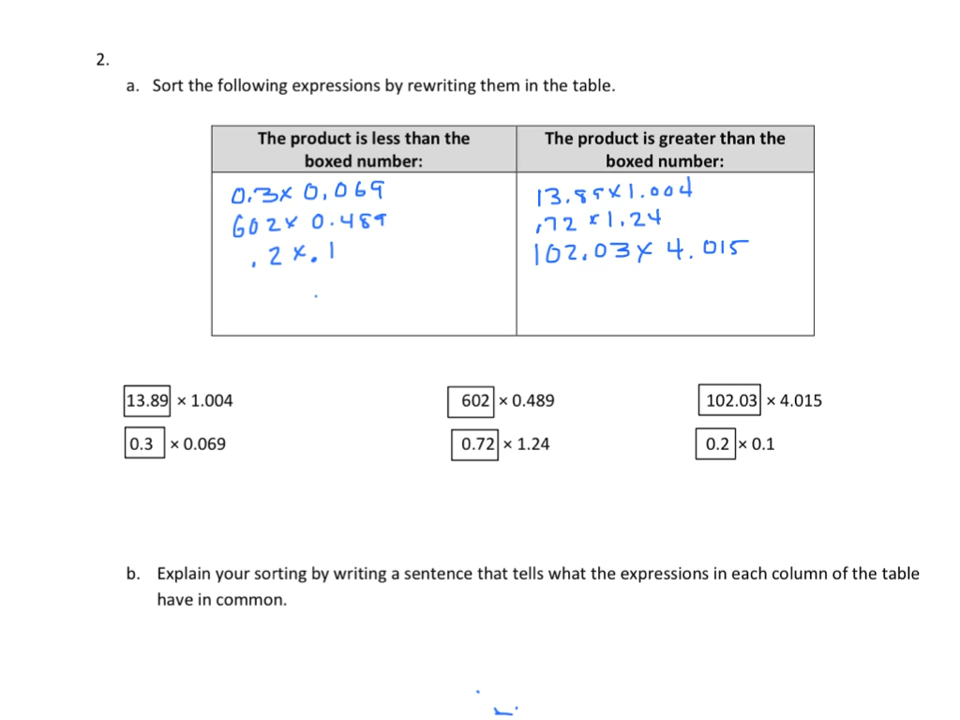 2.
a. Sort the following expressions by rewriting them in the table.
The product is less than the boxed number:
The product is greater than the boxed number:
0.3 x 0.069
602 x 0.489
.2 x .1
13.89 x 1.004
.72 x 1.24
102.03 x 4.015
13.89 × 1.004
602 × 0.489
102.03 × 4.015
0.3 × 0.069
0.72 × 1.24
0.2 × 0.1
b. Explain your sorting by writing a sentence that tells what the expressions in each column of the table
have in common.